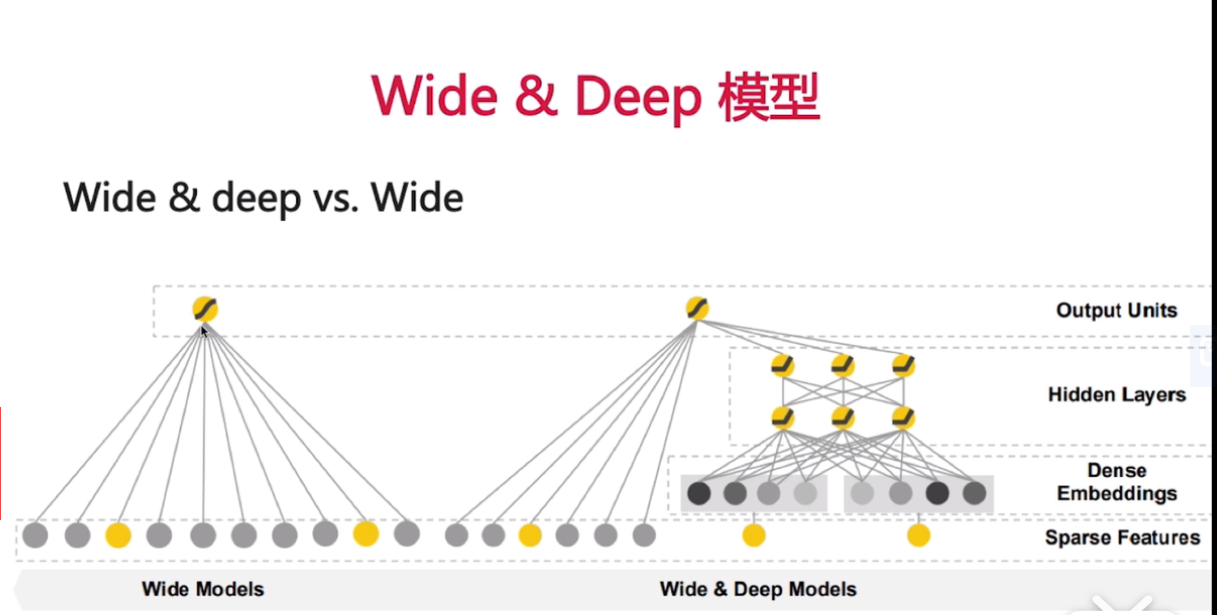 Wide & Deep 模型
Wide & deep vs. Wide
Output Units
Hidden Layers
Dense
Embeddings
Sparse Features
Wide Models
Wide & Deep Models